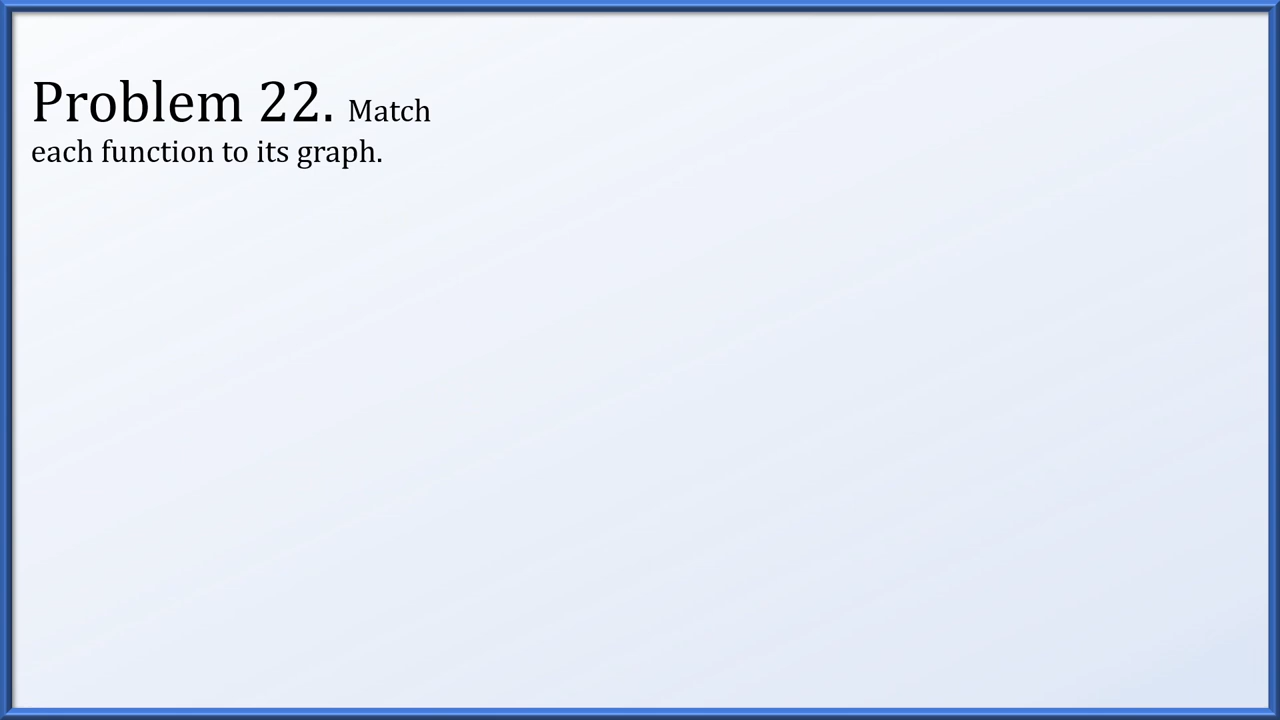 Problem 22. Match
each function to its graph.